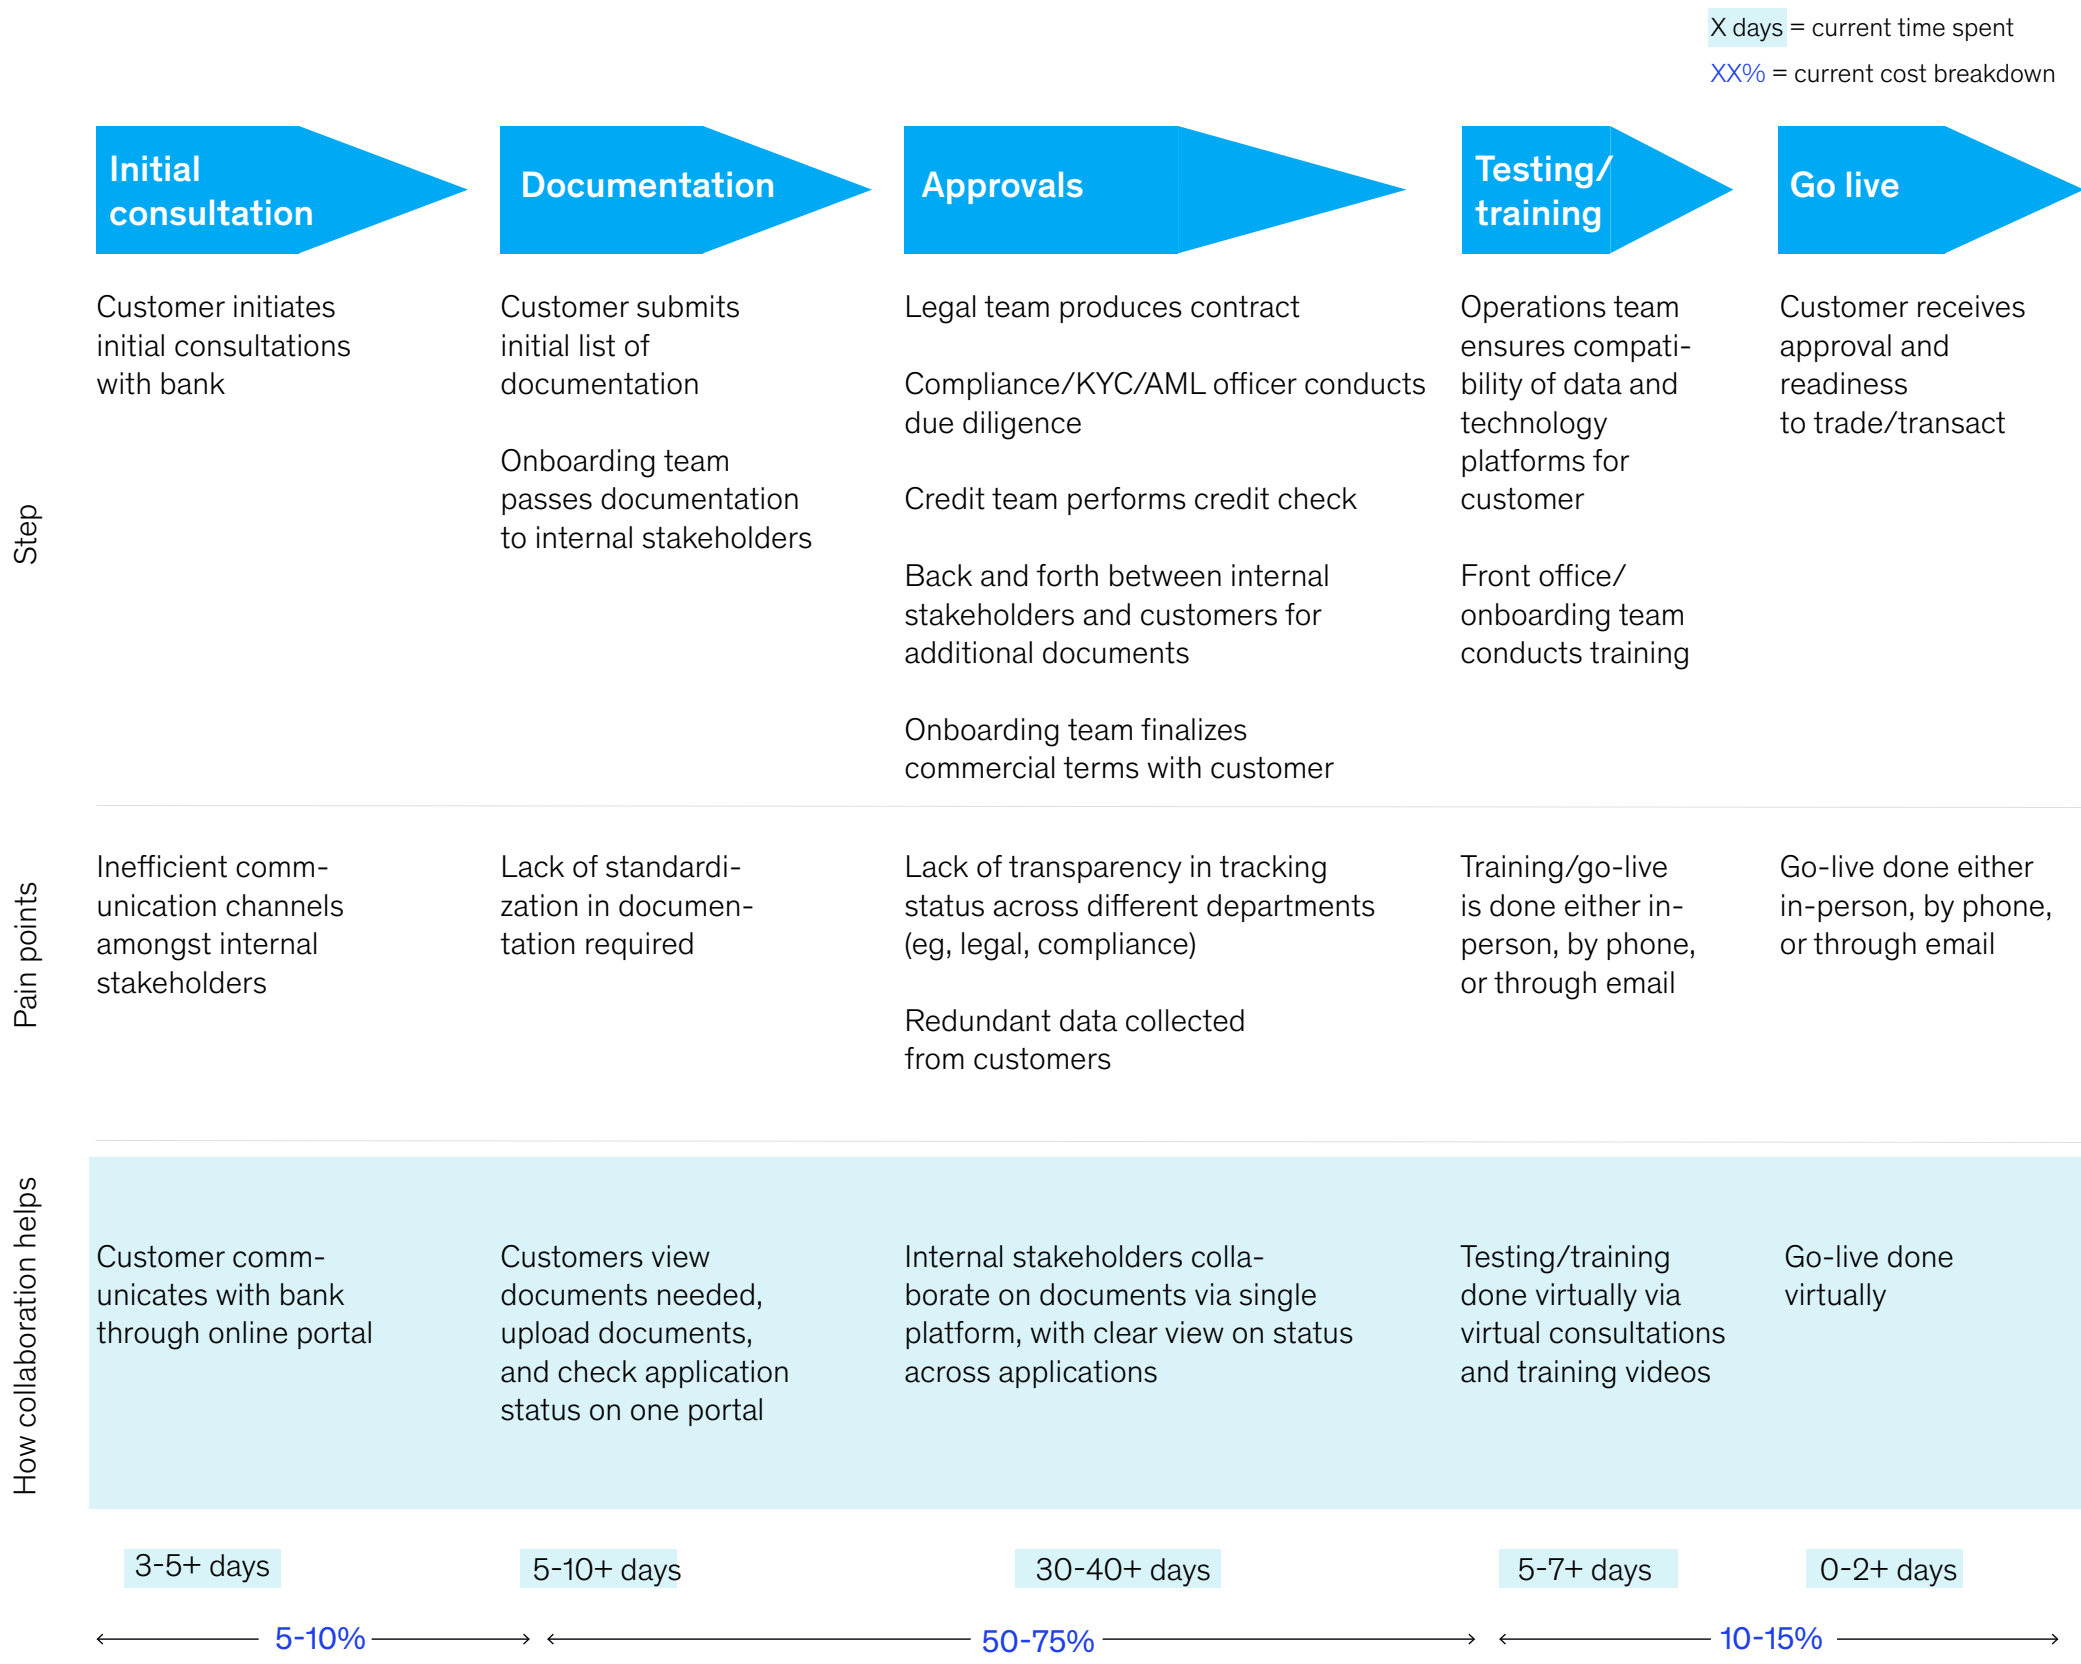 X days = current time spent
XX% = current cost breakdown
Initial
consultation
Documentation
Approvals
Testing/
training
Go live
Step
Customer initiates
initial consultations
with bank
Customer submits
initial list of
documentation
Onboarding team
passes documentation
to internal stakeholders
Legal team produces contract
Compliance/KYC/AML officer conducts
due diligence
Credit team performs credit check
Back and forth between internal
stakeholders and customers for
additional documents
Onboarding team finalizes
commercial terms with customer
Operations team
ensures compati-
bility of data and
technology
platforms for
customer
Front office/
onboarding team
conducts training
Customer receives
approval and
readiness
to trade/transact
Pain points
Inefficient comm-
unication channels
amongst internal
stakeholders
Lack of standardi-
zation in documen-
tation required
Lack of transparency in tracking
status across different departments
(eg, legal, compliance)
Redundant data collected
from customers
Training/go-live
is done either in-
person, by phone,
or through email
Go-live done either
in-person, by phone,
or through email
How collaboration helps
Customer comm-
unicates with bank
through online portal
Customers view
documents needed,
upload documents,
and check application
status on one portal
Internal stakeholders colla-
borate on documents via single
platform, with clear view on status
across applications
Testing/training
done virtually via
virtual consultations
and training videos
Go-live done
virtually
3-5+ days
5-10+ days
30-40+ days
5-7+ days
0-2+ days
5-10%
50-75%
10-15%